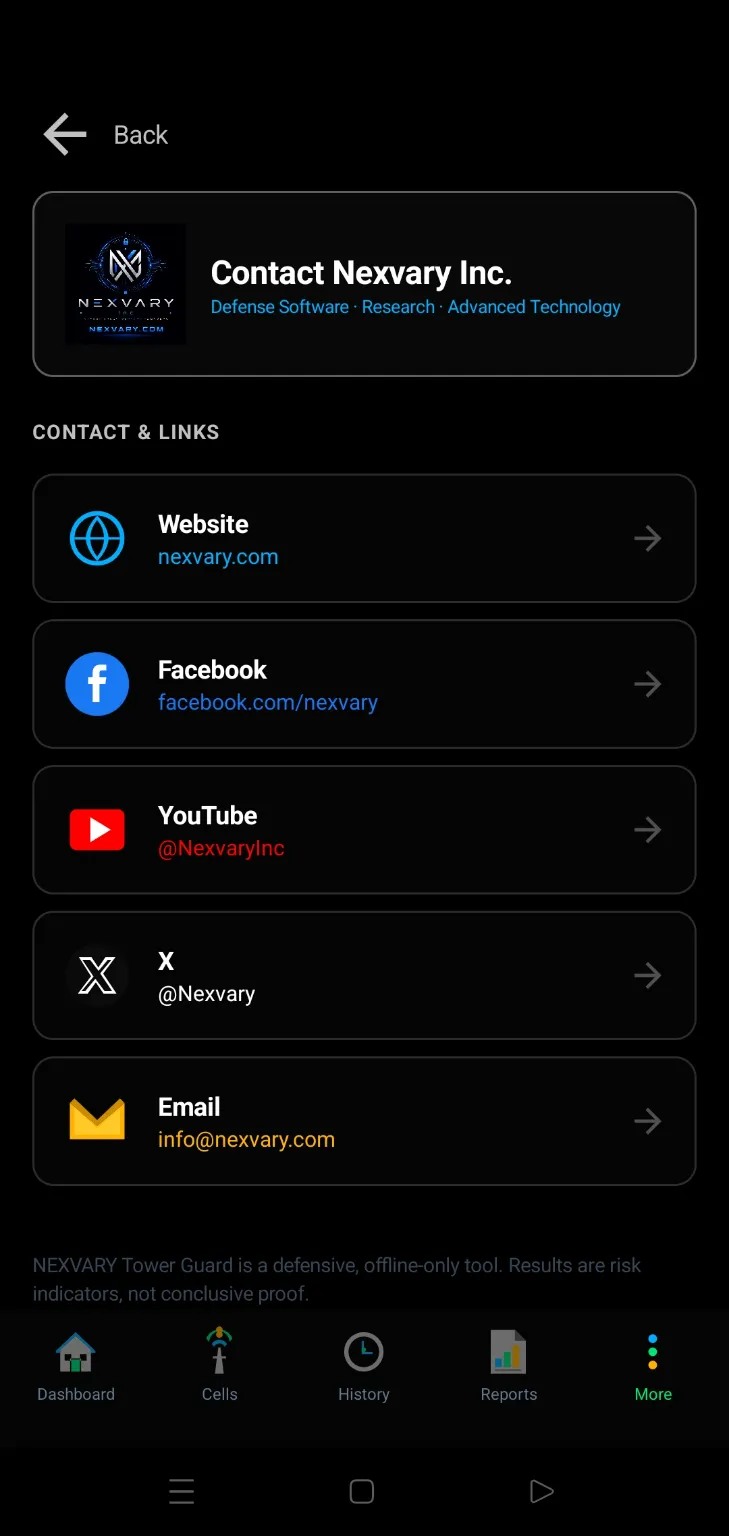 Back
NEXVARY
NEXVARY.COM
Contact Nexvary Inc.
Defense Software · Research · Advanced Technology
CONTACT & LINKS
Website
nexvary.com
Facebook
facebook.com/nexvary
YouTube
@NexvaryInc
X
@Nexvary
Email
info@nexvary.com
NEXVARY Tower Guard is a defensive, offline-only tool. Results are risk
indicators, not conclusive proof.
Dashboard
Cells
History
Reports
More